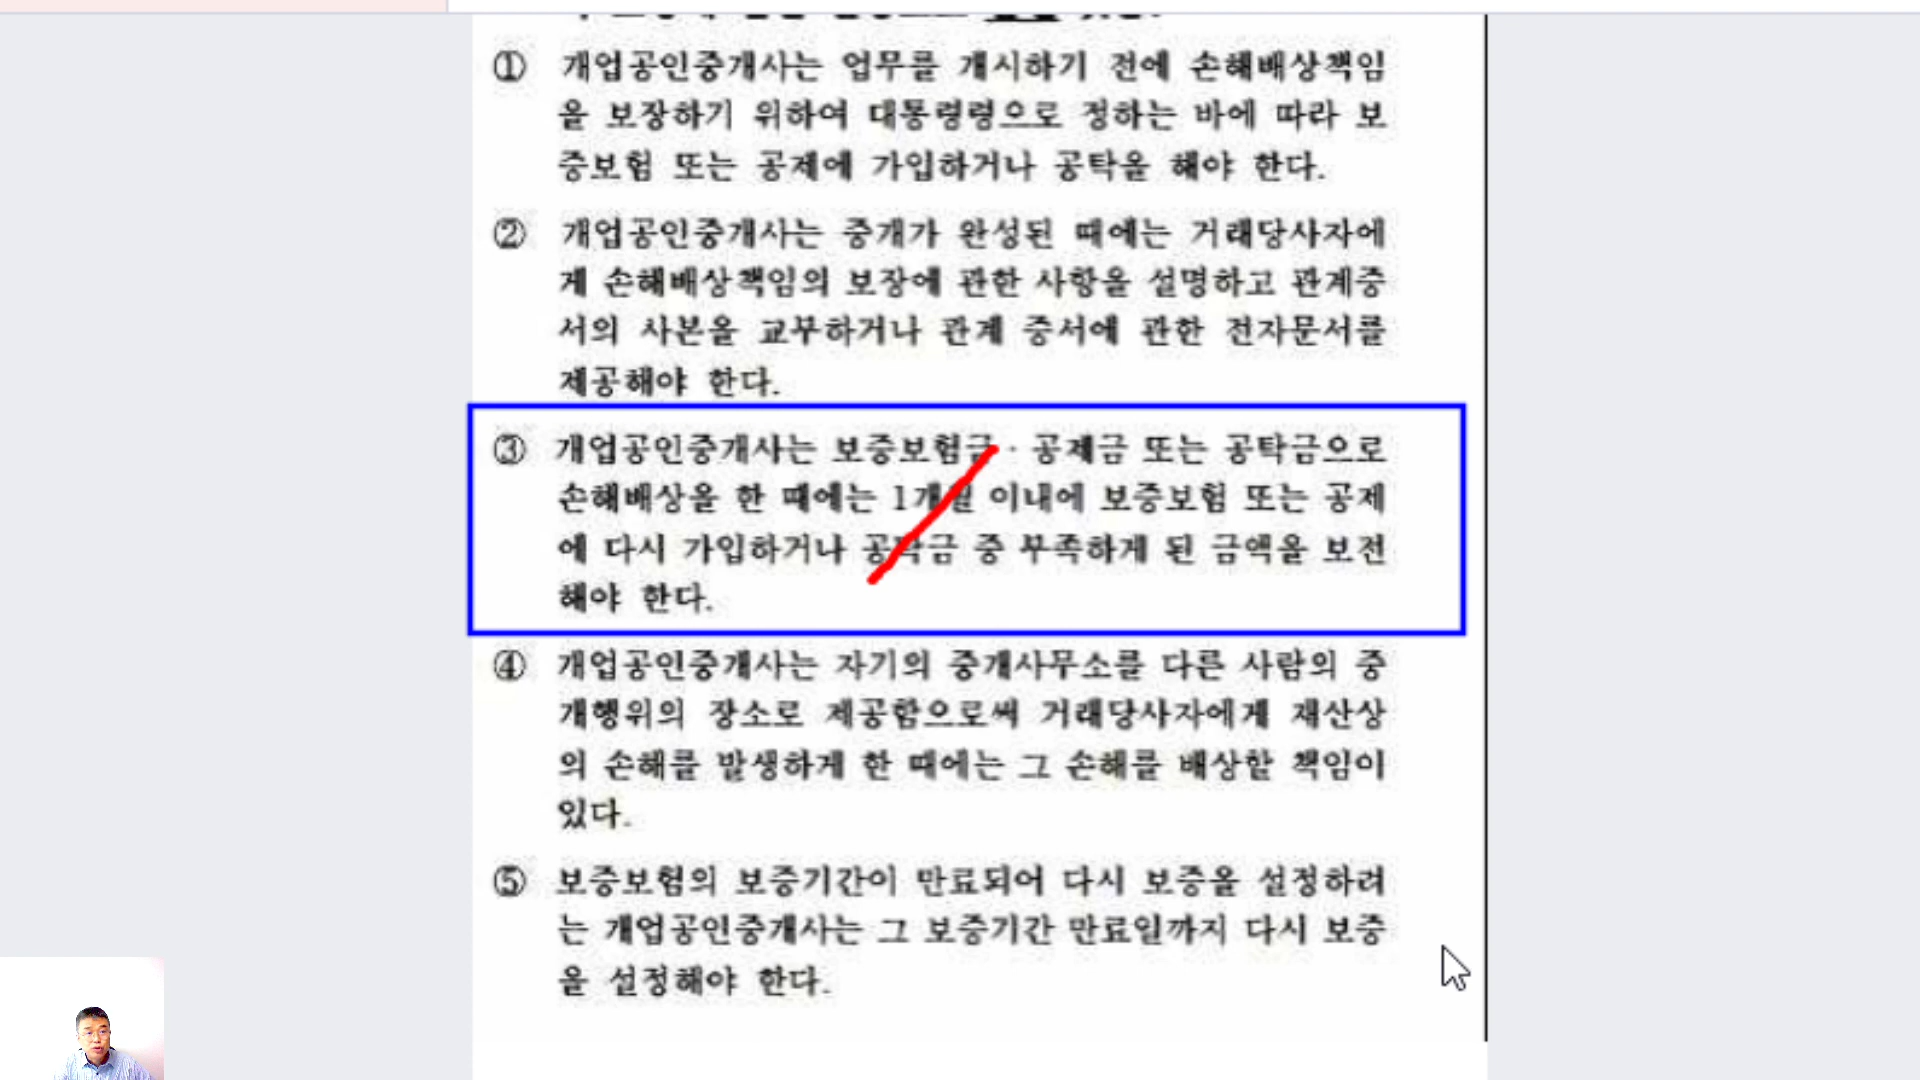 ① 개업공인중개사는 업무를 개시하기 전에 손해배상책임
을 보장하기 위하여 대통령령으로 정하는 바에 따라 보
증보험 또는 공제에 가입하거나 공탁을 해야 한다.
② 개업공인중개사는 중개가 완성된 때에는 거래당사자에
게 손해배상책임의 보장에 관한 사항을 설명하고 관계증
서의 사본을 교부하거나 관계 증서에 관한 전자문서를
제공해야 한다.
③ 개업공인중개사는 보증보험금·공제금 또는 공탁금으로
손해배상을 한 때에는 1개월 이내에 보증보험 또는 공제
에 다시 가입하거나 공탁금 중 부족하게 된 금액을 보전
해야 한다.
④ 개업공인중개사는 자기의 중개사무소를 다른 사람의 중
개행위의 장소로 제공함으로써 거래당사자에게 재산상
의 손해를 발생하게 한 때에는 그 손해를 배상할 책임이
있다.
⑤ 보증보험의 보증기간이 만료되어 다시 보증을 설정하려
는 개업공인중개사는 그 보증기간 만료일까지 다시 보증
을 설정해야 한다.